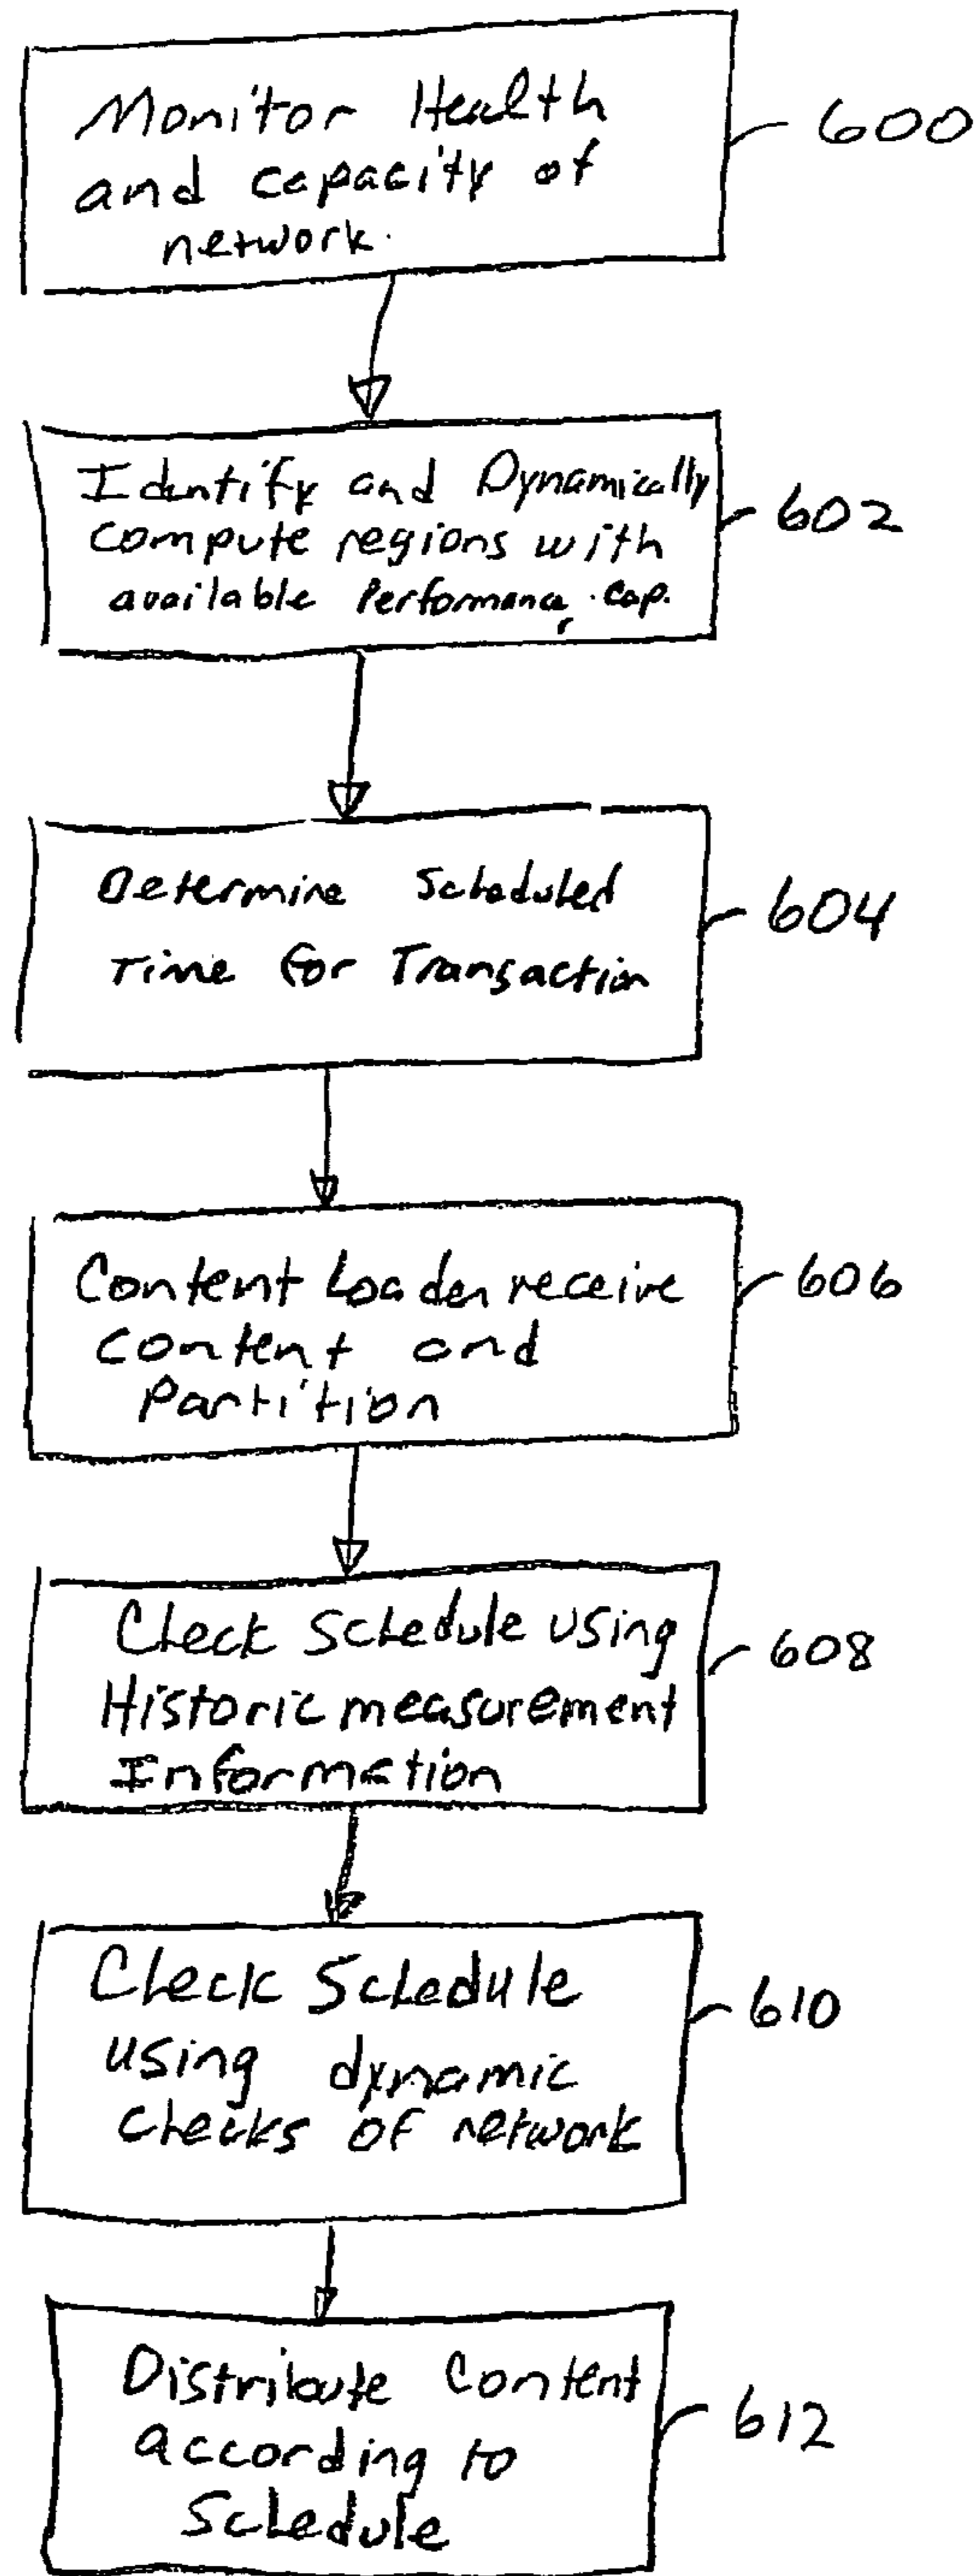 Monitor Health
and capacity of
network.
600
Identify and Dynamically
compute regions with
available Performance, Cap.
602
Determine Scheduled
Time for Transaction
604
Content Loader receive
content and
Partition
606
Check Schedule using
Historic measurement
Information
608
Check Schedule
using dynamic
checks of network
610
Distribute Content
according to
Schedule
612